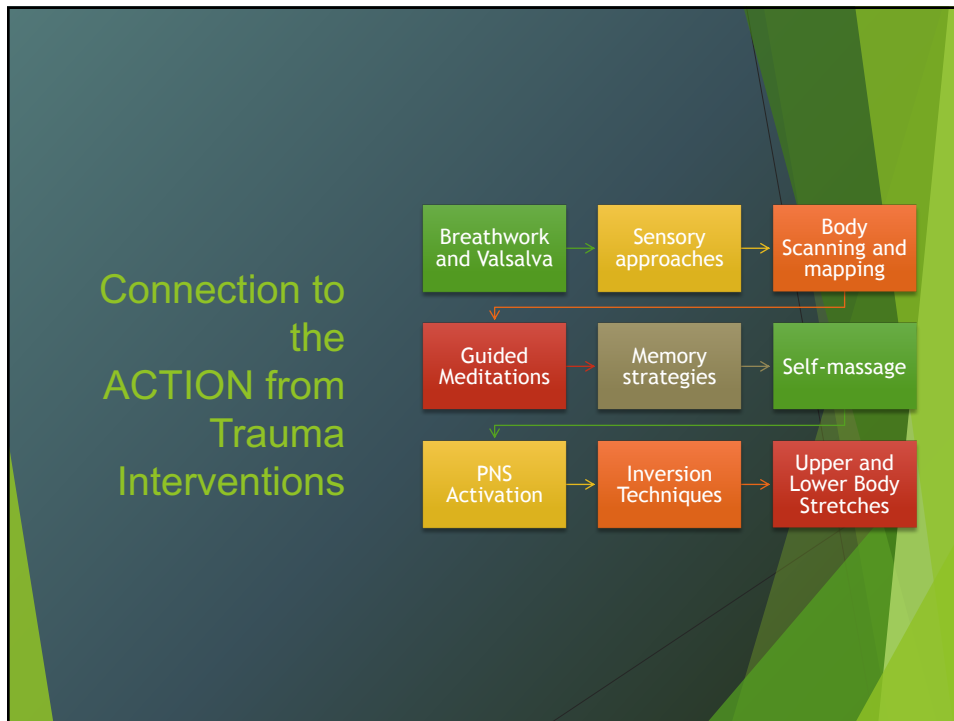 Connection to
the
ACTION from
Trauma
Interventions
Breathwork
and Valsalva
Sensory
approaches
Body
Scanning and
mapping
Guided
Meditations
Memory
strategies
Self-massage
PNS
Activation
Inversion
Techniques
Upper and
Lower Body
Stretches